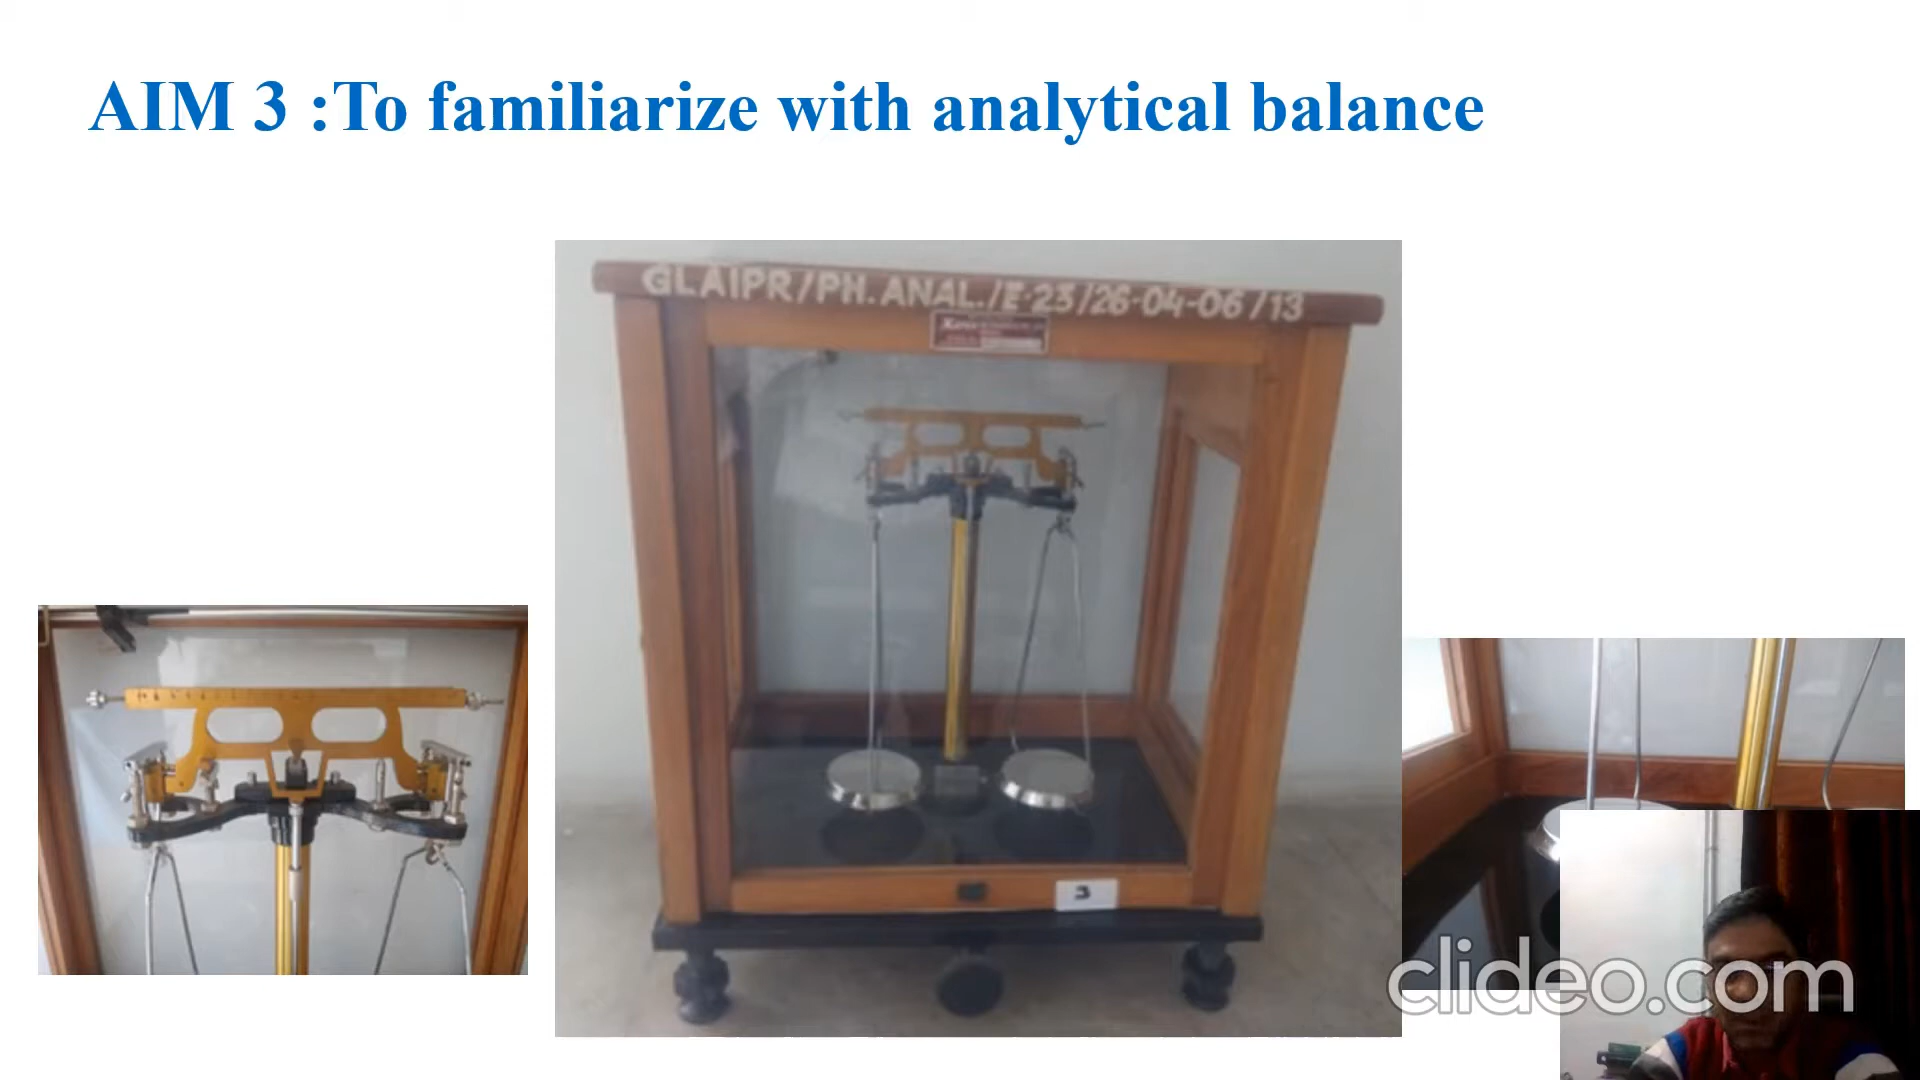 AIM 3 :To familiarize with analytical balance
GLAIPR/PH.ANAL./E-23/26-04-06/13
3
clideo.com